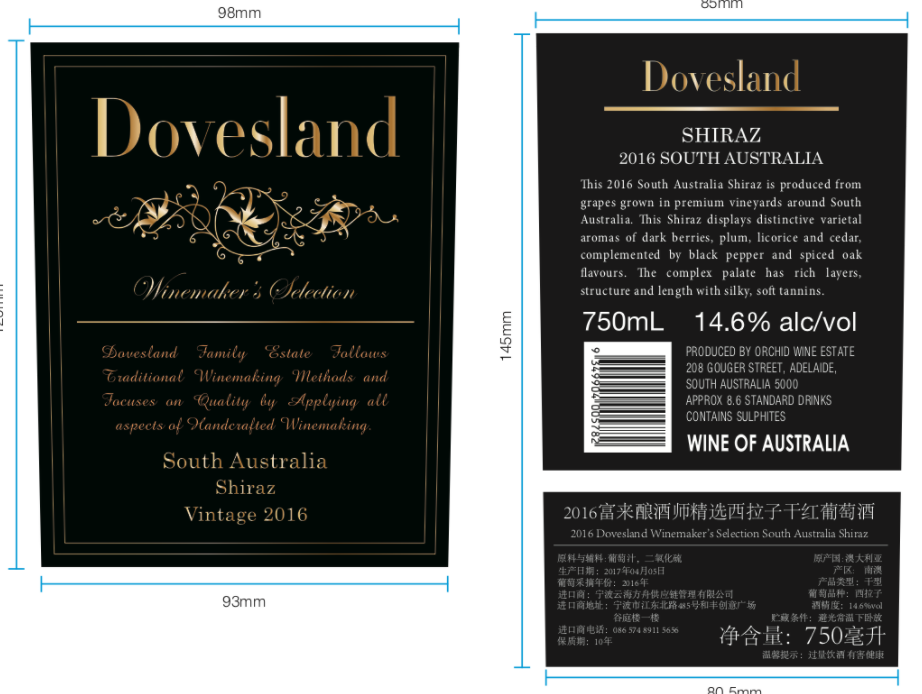 98mm
Dovesland
Winemaker's Selection
Dovesland Family Estate Follows
Traditional Winemaking Methods and
Focuses on Quality by Applying all
aspects of Handcrafted Winemaking.
South Australia
Shiraz
Vintage 2016
93mm
85mm
145mm
Dovesland
SHIRAZ
2016 SOUTH AUSTRALIA
This 2016 South Australia Shiraz is produced from
grapes grown in premium vineyards around South
Australia. This Shiraz displays distinctive varietal
aromas of dark berries, plum, licorice and cedar,
complemented by black pepper and spiced oak
flavours. The complex palate has rich layers,
structure and length with silky, soft tannins.
750mL 14.6% alc/vol
9 349904 005782
PRODUCED BY ORCHID WINE ESTATE
208 GOUGER STREET, ADELAIDE,
SOUTH AUSTRALIA 5000
APPROX 8.6 STANDARD DRINKS
CONTAINS SULPHITES
WINE OF AUSTRALIA
2016富来酿酒师精选西拉子干红葡萄酒
2016 Dovesland Winemaker's Selection South Australia Shiraz
原料与辅料: 葡萄汁，二氧化硫
生产日期：2017年04月05日
葡萄采摘年份：2016年
进口商：宁波云海方舟供应链管理有限公司
进口商地址：宁波市江东北路485号和丰创意广场
谷庭楼一楼
进口商电话：086 574 8911 5656
保质期：10年
原产国: 澳大利亚
产区： 南澳
产品类型：干型
葡萄品种：西拉子
酒精度：14.6%vol
贮藏条件：避光常温下卧放
净含量：750毫升
温馨提示：过量饮酒 有害健康
80.5mm